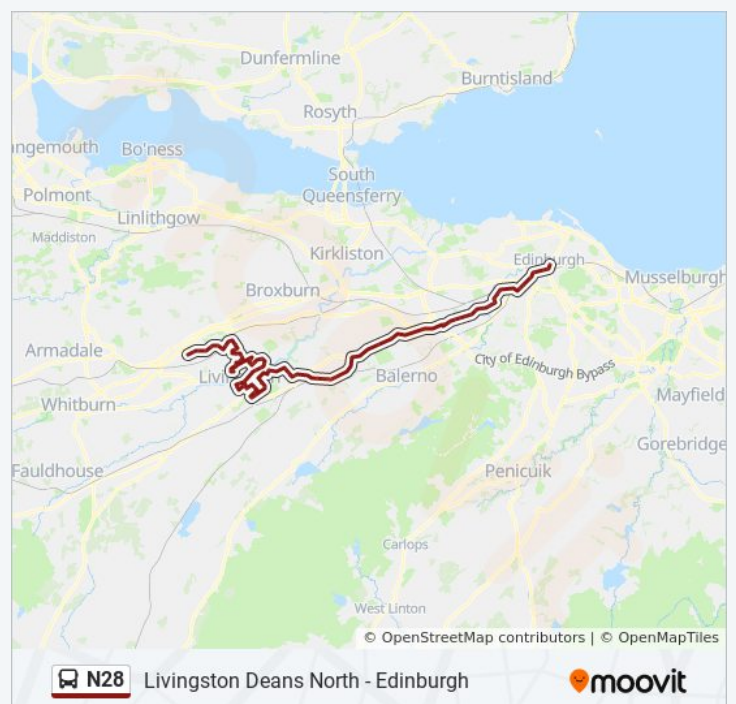 Dunfermline
Burntisland
Rosyth
angemouth
Bo'ness
South
Queensferry
Polmont
Linlithgow
Maddiston
Kirkliston
Edinburgh
Musselburgh
Broxburn
Armadale
City of Edinburgh Bypass
Balerno
Whitburn
Mayfield
Gorebridge
Fauldhouse
Penicuik
Carlops
West Linton
© OpenStreetMap contributors | © OpenMapTiles
N28 Livingston Deans North - Edinburgh
moovit